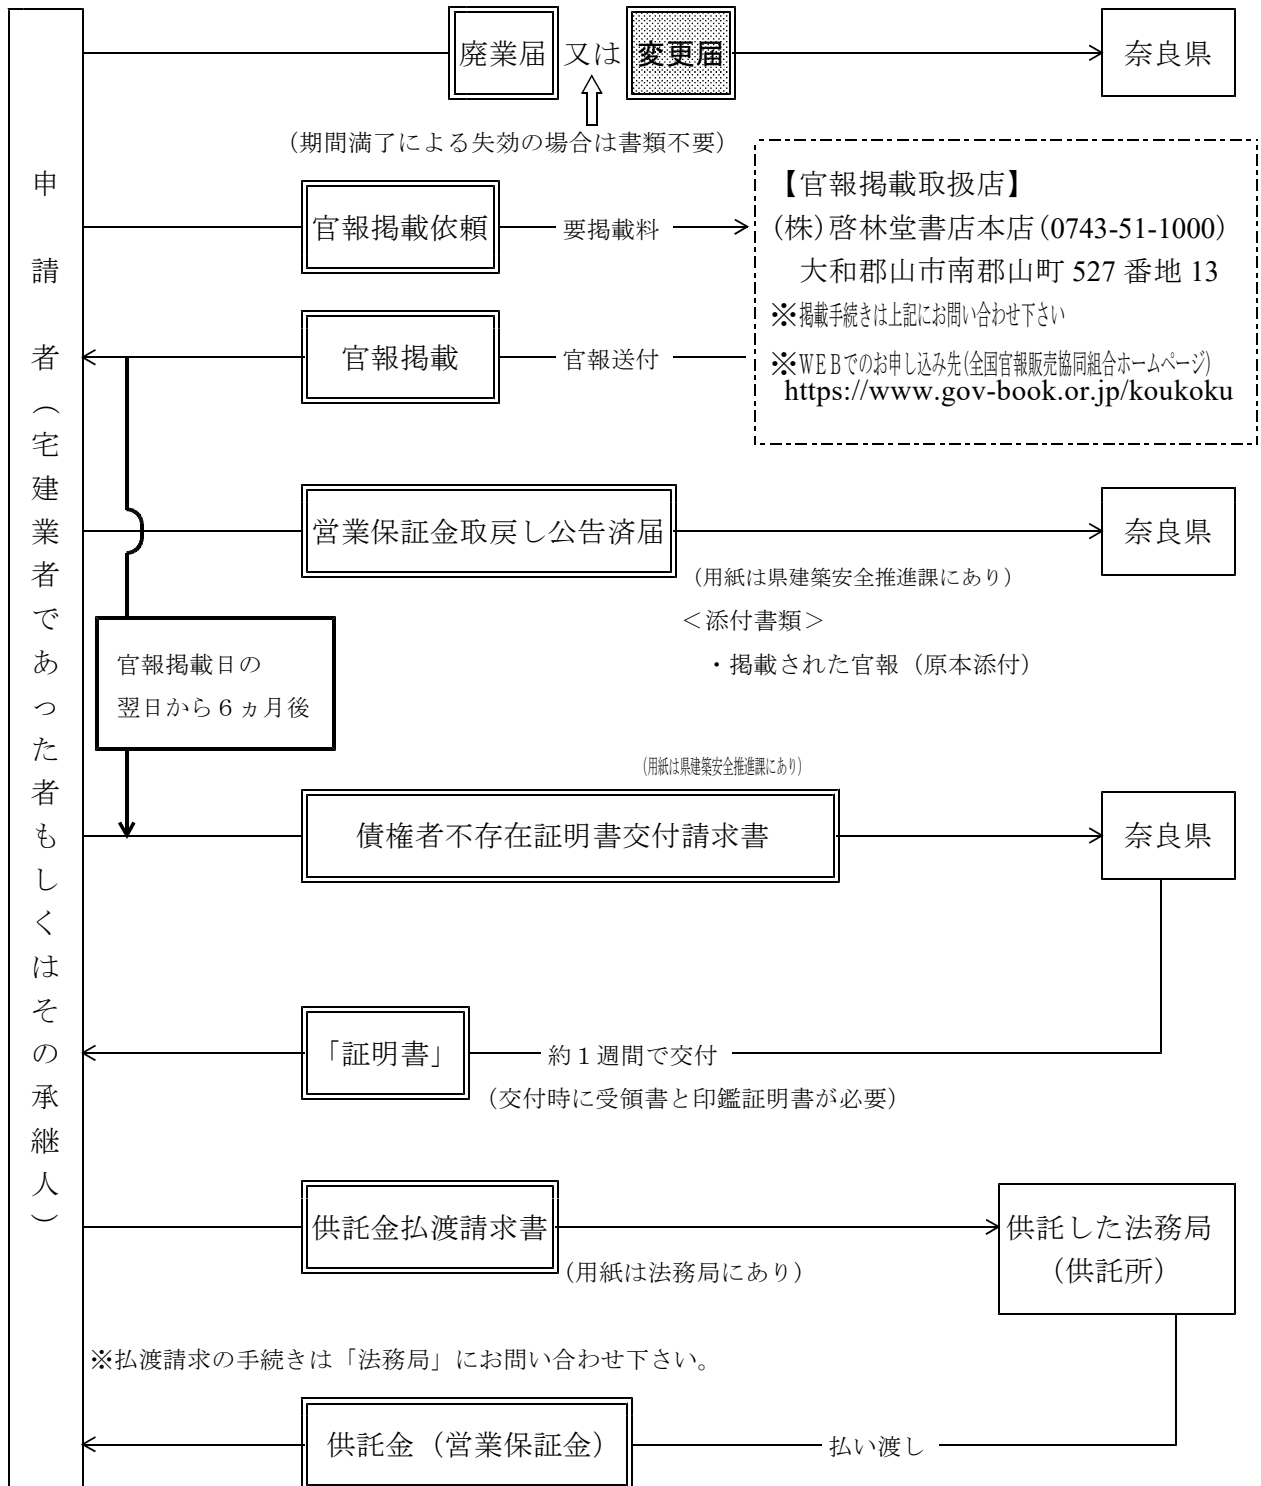 廃業届 又は 変更届 奈良県
（期間満了による失効の場合は書類不要）
申請者（宅建業者であった者もしくはその承継人）
官報掲載依頼 要掲載料
【官報掲載取扱店】
(株)啓林堂書店本店(0743-51-1000)
大和郡山市南郡山町 527 番地 13
※掲載手続きは上記にお問い合わせ下さい
※ＷＥＢでのお申し込み先(全国官報販売協同組合ホームページ)
https://www.gov-book.or.jp/koukoku
官報掲載 官報送付
営業保証金取戻し公告済届 奈良県
（用紙は県建築安全推進課にあり）
＜添付書類＞
・掲載された官報（原本添付）
官報掲載日の
翌日から６ヵ月後
(用紙は県建築安全推進課にあり)
債権者不存在証明書交付請求書 奈良県
「証明書」 約１週間で交付
（交付時に受領書と印鑑証明書が必要）
供託金払渡請求書 供託した法務局
（供託所）
（用紙は法務局にあり）
※払渡請求の手続きは「法務局」にお問い合わせ下さい。
供託金（営業保証金） 払い渡し